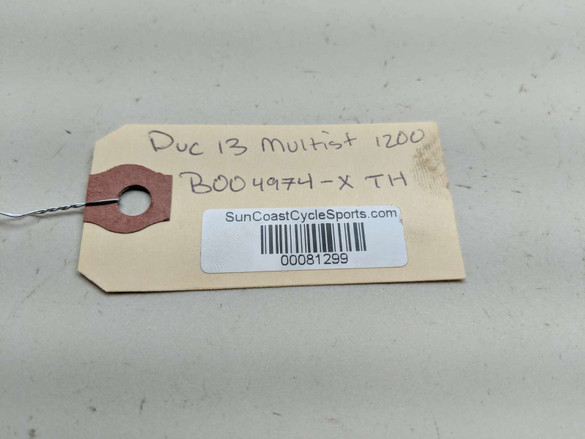 Duc 13 Multist 1200
B004974-X TH
SunCoastCycleSports.com
00081299